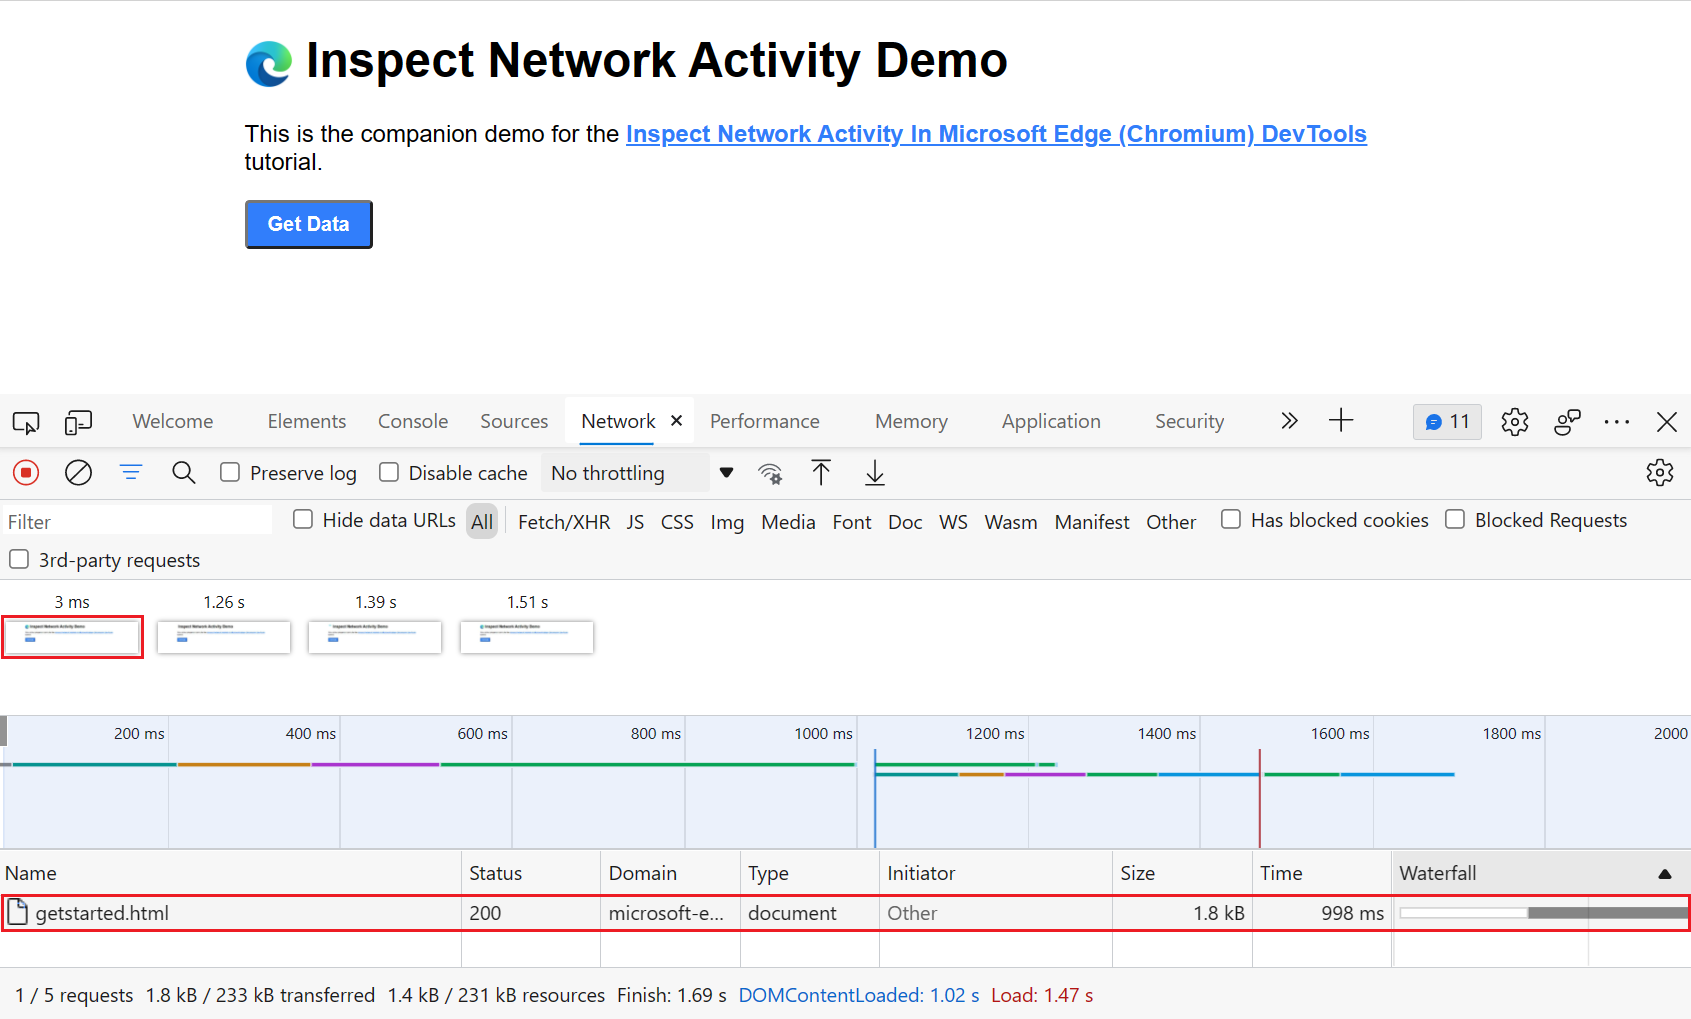 Inspect Network Activity Demo
This is the companion demo for the Inspect Network Activity In Microsoft Edge (Chromium) DevTools
tutorial.
Get Data
Welcome Elements Console Sources Network Performance Memory Application Security 11
Preserve log Disable cache No throttling
Filter Hide data URLs All Fetch/XHR JS CSS Img Media Font Doc WS Wasm Manifest Other Has blocked cookies Blocked Requests
3rd-party requests
3 ms 1.26 s 1.39 s 1.51 s
200 ms 400 ms 600 ms 800 ms 1000 ms 1200 ms 1400 ms 1600 ms 1800 ms 2000
Name Status Domain Type Initiator Size Time Waterfall
getstarted.html 200 microsoft-e... document Other 1.8 kB 998 ms
1 / 5 requests 1.8 kB / 233 kB transferred 1.4 kB / 231 kB resources Finish: 1.69 s DOMContentLoaded: 1.02 s Load: 1.47 s